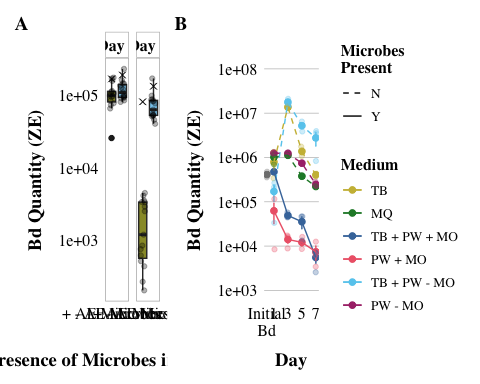 A
B
Day
Day
Bd Quantity (ZE)
1e+05
1e+04
1e+03
resence of Microbes i
Bd Quantity (ZE)
1e+08
1e+07
1e+06
1e+05
1e+04
1e+03
Initial 1 3 5 7
Bd
Day
Microbes
Present
N
Y
Medium
TB
MQ
TB + PW + MO
PW + MO
TB + PW - MO
PW - MO